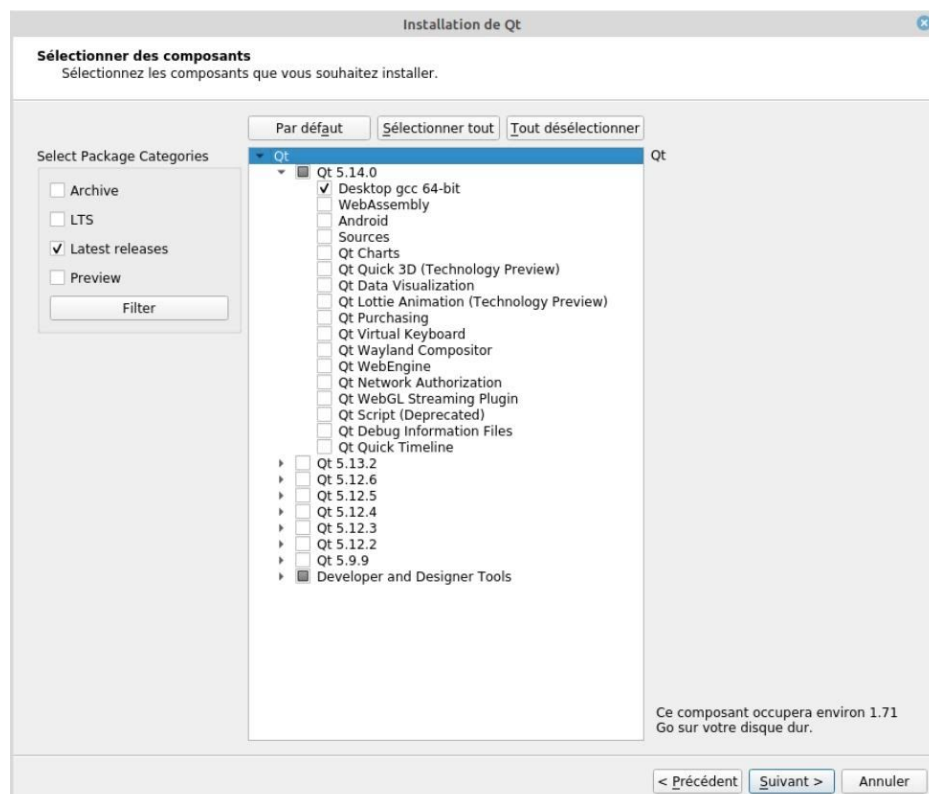 Installation de Qt
Sélectionner des composants
Sélectionnez les composants que vous souhaitez installer.
Par défaut
Sélectionner tout
Tout désélectionner
Select Package Categories
Archive
LTS
Latest releases
Preview
Filter
Qt
Qt 5.14.0
Desktop gcc 64-bit
WebAssembly
Android
Sources
Qt Charts
Qt Quick 3D (Technology Preview)
Qt Data Visualization
Qt Lottie Animation (Technology Preview)
Qt Purchasing
Qt Virtual Keyboard
Qt Wayland Compositor
Qt WebEngine
Qt Network Authorization
Qt WebGL Streaming Plugin
Qt Script (Deprecated)
Qt Debug Information Files
Qt Quick Timeline
Qt 5.13.2
Qt 5.12.6
Qt 5.12.5
Qt 5.12.4
Qt 5.12.3
Qt 5.12.2
Qt 5.9.9
Developer and Designer Tools
Qt
Ce composant occupera environ 1.71
Go sur votre disque dur.
< Précédent
Suivant >
Annuler